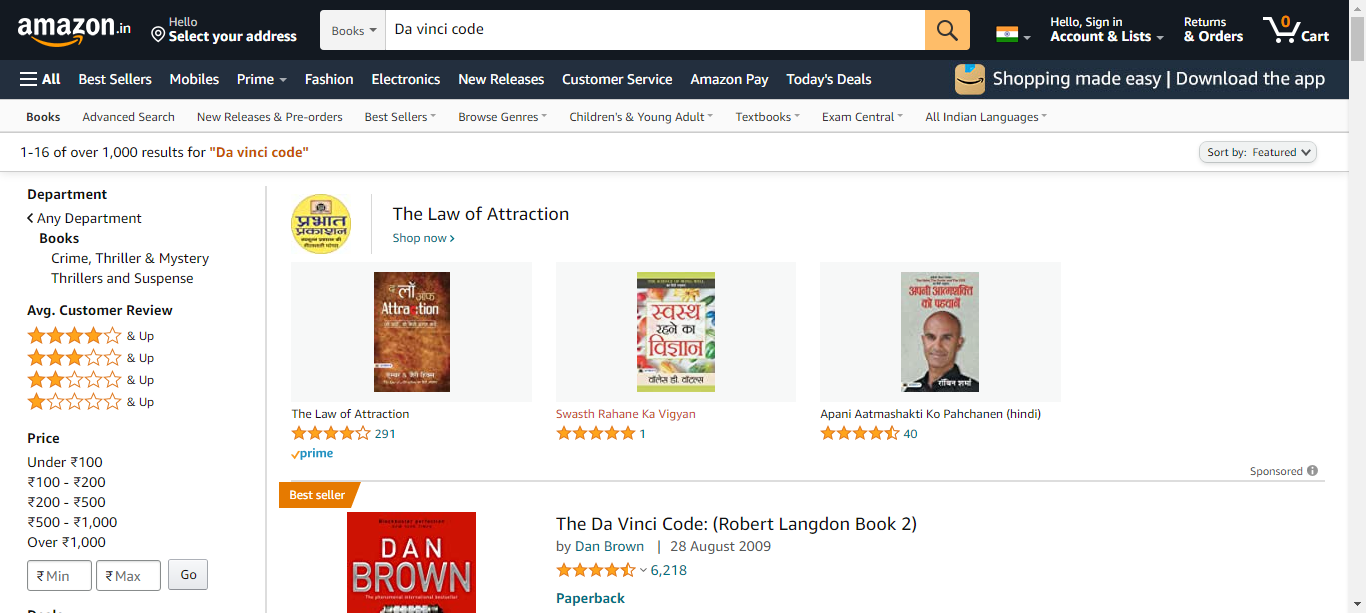 amazon.in
Hello
Select your address
Books
Da vinci code
Hello, Sign in
Account & Lists
Returns
& Orders
0
Cart
All
Best Sellers
Mobiles
Prime
Fashion
Electronics
New Releases
Customer Service
Amazon Pay
Today's Deals
Shopping made easy | Download the app
Books
Advanced Search
New Releases & Pre-orders
Best Sellers
Browse Genres
Children's & Young Adult
Textbooks
Exam Central
All Indian Languages
1-16 of over 1,000 results for "Da vinci code"
Sort by: Featured
Department
Any Department
Books
Crime, Thriller & Mystery
Thrillers and Suspense
Avg. Customer Review
& Up
& Up
& Up
& Up
Price
Under ₹100
₹100 - ₹200
₹200 - ₹500
₹500 - ₹1,000
Over ₹1,000
₹ Min
₹ Max
Go
प्रभात
प्रकाशन
The Law of Attraction
Shop now
द लॉ ऑफ
Attraction
स्वस्थ
रहने का
विज्ञान
वॉलेस डी. वॉटल्स
अपनी आत्मशक्ति
को पहचानें
रॉबिन शर्मा
The Law of Attraction
291
prime
Swasth Rahane Ka Vigyan
1
Apani Aatmashakti Ko Pahchanen (hindi)
40
Sponsored
Best seller
DAN
BROWN
The phenomenal international bestseller
The Da Vinci Code: (Robert Langdon Book 2)
by Dan Brown | 28 August 2009
6,218
Paperback